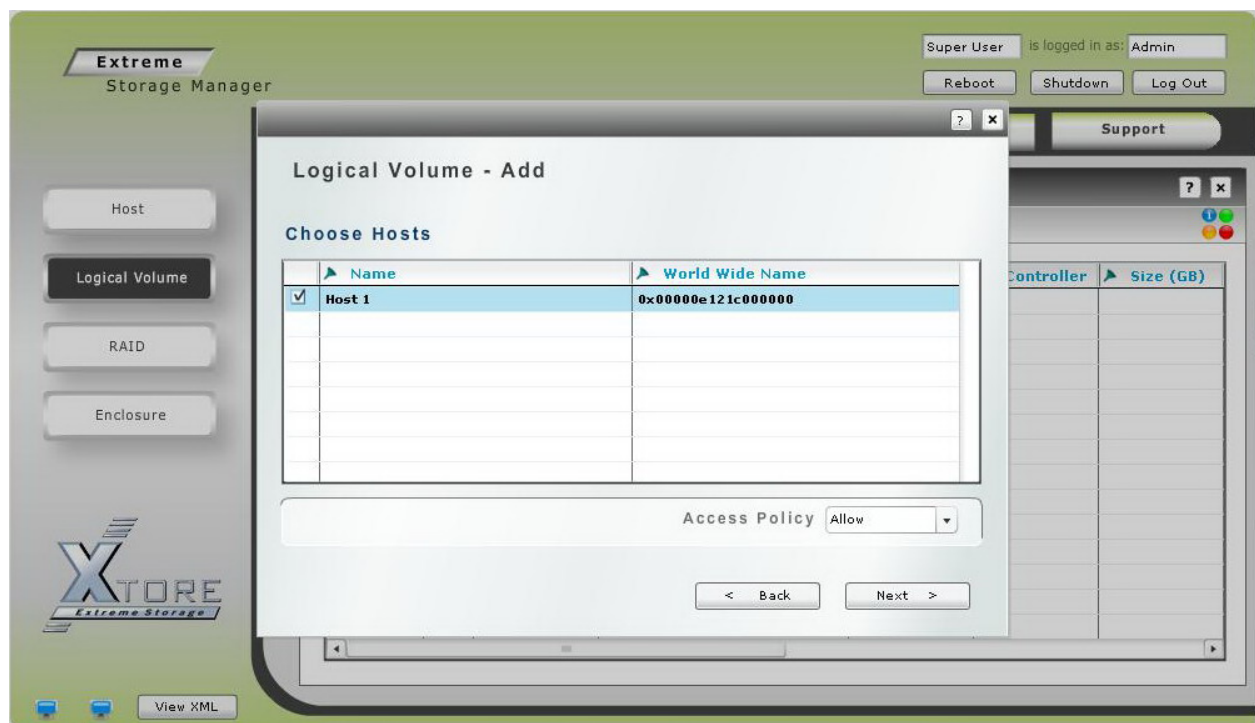 Extreme
Storage Manager
Super User is logged in as: Admin
Reboot Shutdown Log Out
Support
? x
Logical Volume - Add
? x
Host
Choose Hosts
Name World Wide Name
Controller Size (GB)
Logical Volume
Host 1 0x00000e121c000000
RAID
Enclosure
Access Policy Allow
XTORE
Extreme Storage
< Back Next >
View XML